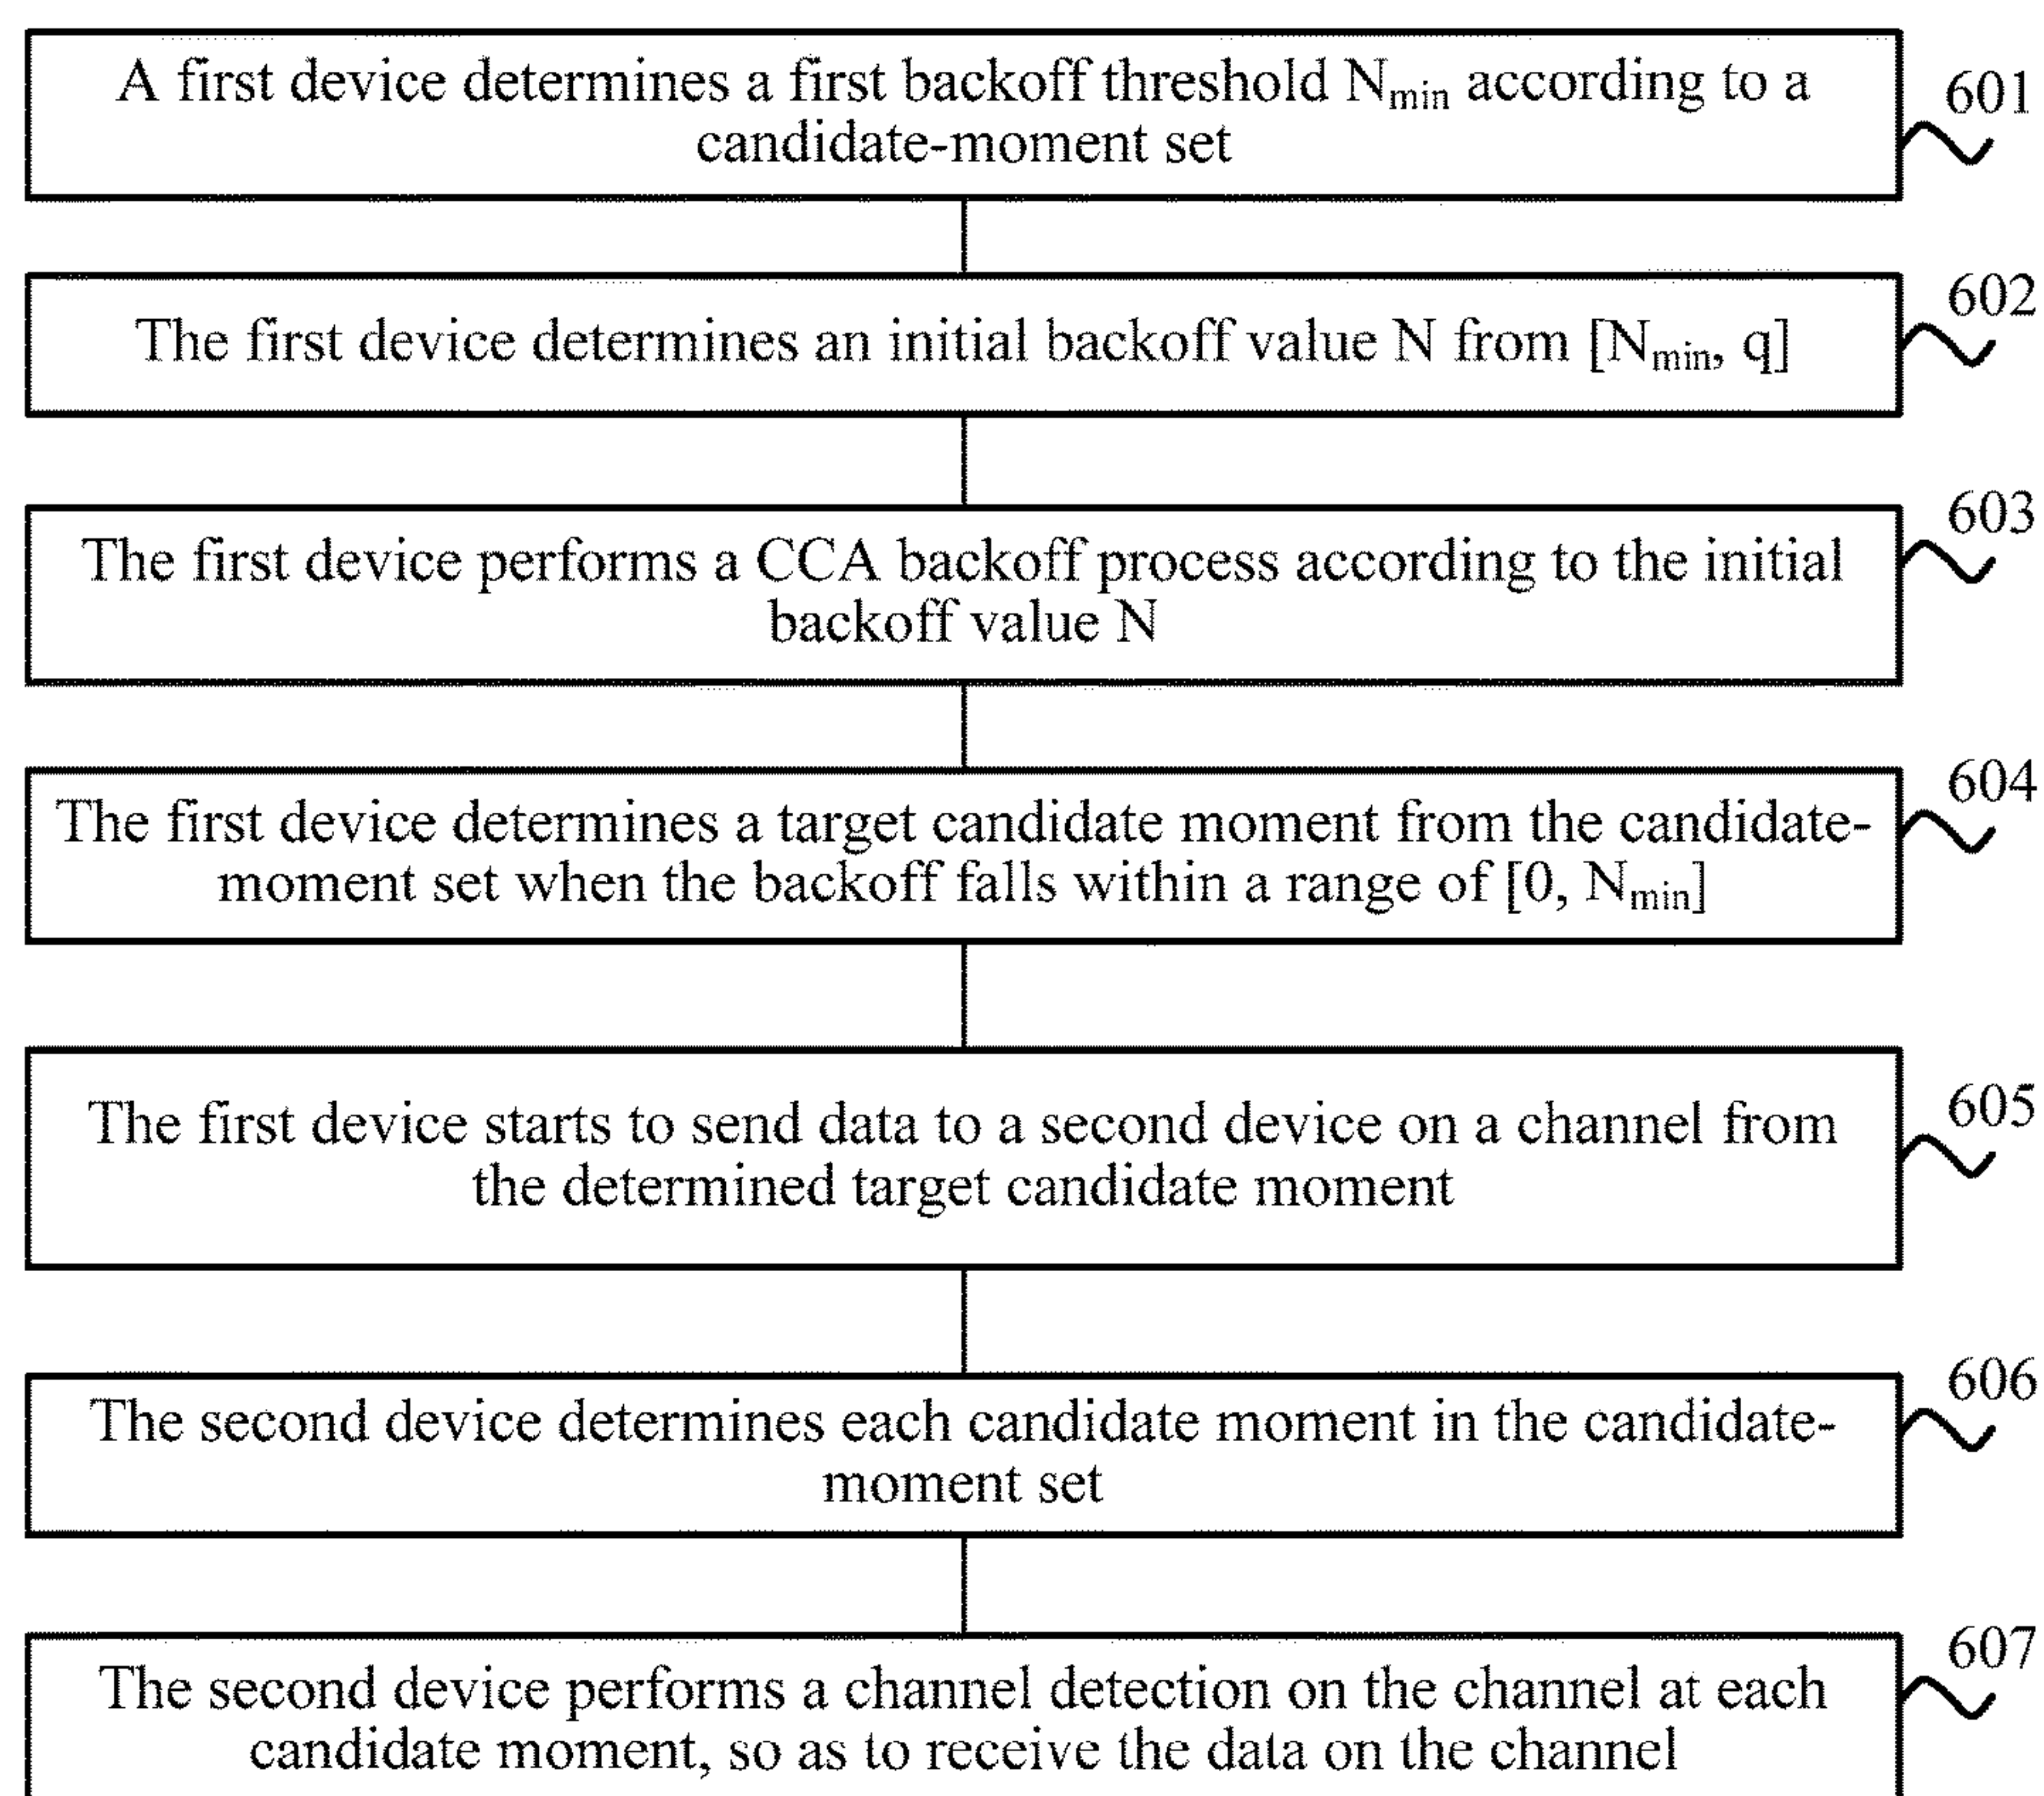 A first device determines a first backoff threshold Nmin according to a
candidate-moment set
601
The first device determines an initial backoff value N from [Nmin, q]
602
The first device performs a CCA backoff process according to the initial
backoff value N
603
The first device determines a target candidate moment from the candidate-
moment set when the backoff falls within a range of [0, Nmin]
604
The first device starts to send data to a second device on a channel from
the determined target candidate moment
605
The second device determines each candidate moment in the candidate-
moment set
606
The second device performs a channel detection on the channel at each
candidate moment, so as to receive the data on the channel
607